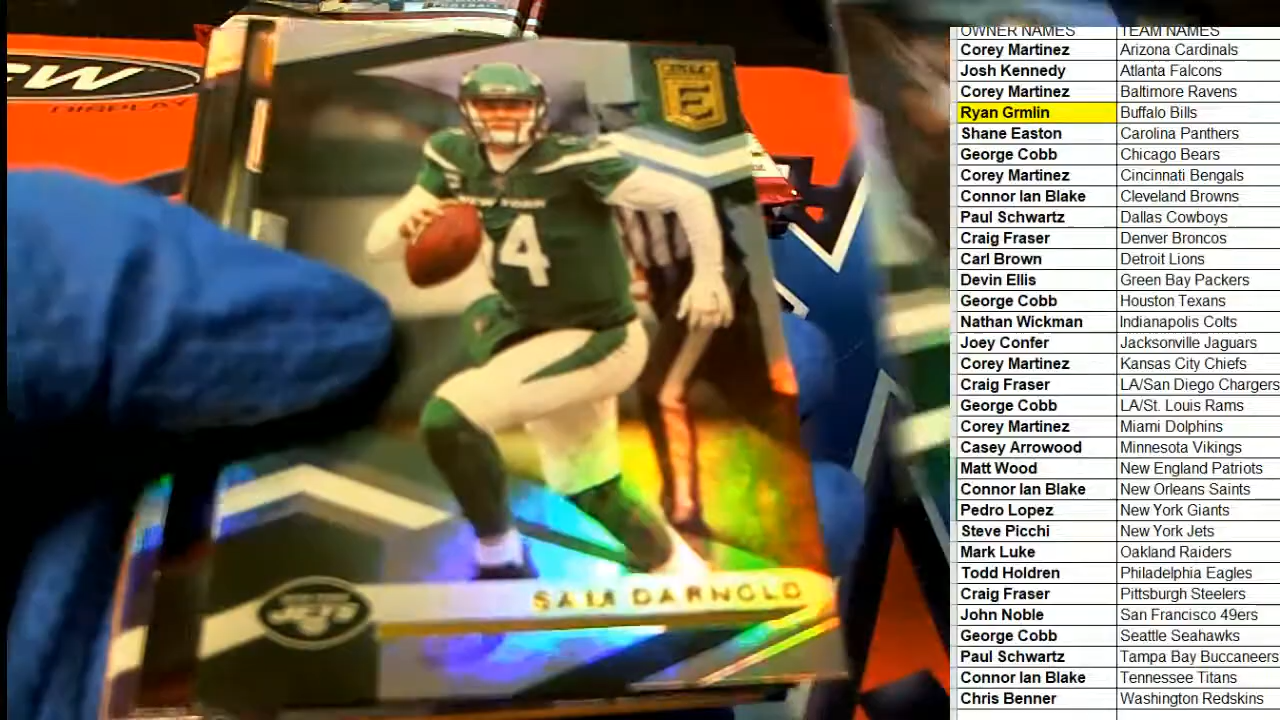 OWNER NAMES TEAM NAMES
Corey Martinez Arizona Cardinals
Josh Kennedy Atlanta Falcons
Corey Martinez Baltimore Ravens
Ryan Grmlin Buffalo Bills
Shane Easton Carolina Panthers
George Cobb Chicago Bears
Corey Martinez Cincinnati Bengals
Connor Ian Blake Cleveland Browns
Paul Schwartz Dallas Cowboys
Craig Fraser Denver Broncos
Carl Brown Detroit Lions
Devin Ellis Green Bay Packers
George Cobb Houston Texans
Nathan Wickman Indianapolis Colts
Joey Confer Jacksonville Jaguars
Corey Martinez Kansas City Chiefs
Craig Fraser LA/San Diego Chargers
George Cobb LA/St. Louis Rams
Corey Martinez Miami Dolphins
Casey Arrowood Minnesota Vikings
Matt Wood New England Patriots
Connor Ian Blake New Orleans Saints
Pedro Lopez New York Giants
Steve Picchi New York Jets
Mark Luke Oakland Raiders
Todd Holdren Philadelphia Eagles
Craig Fraser Pittsburgh Steelers
John Noble San Francisco 49ers
George Cobb Seattle Seahawks
Paul Schwartz Tampa Bay Buccaneers
Connor Ian Blake Tennessee Titans
Chris Benner Washington Redskins
CW
DISPLAY
E
NEW YORK
14
JETS
SAM DARNOLD